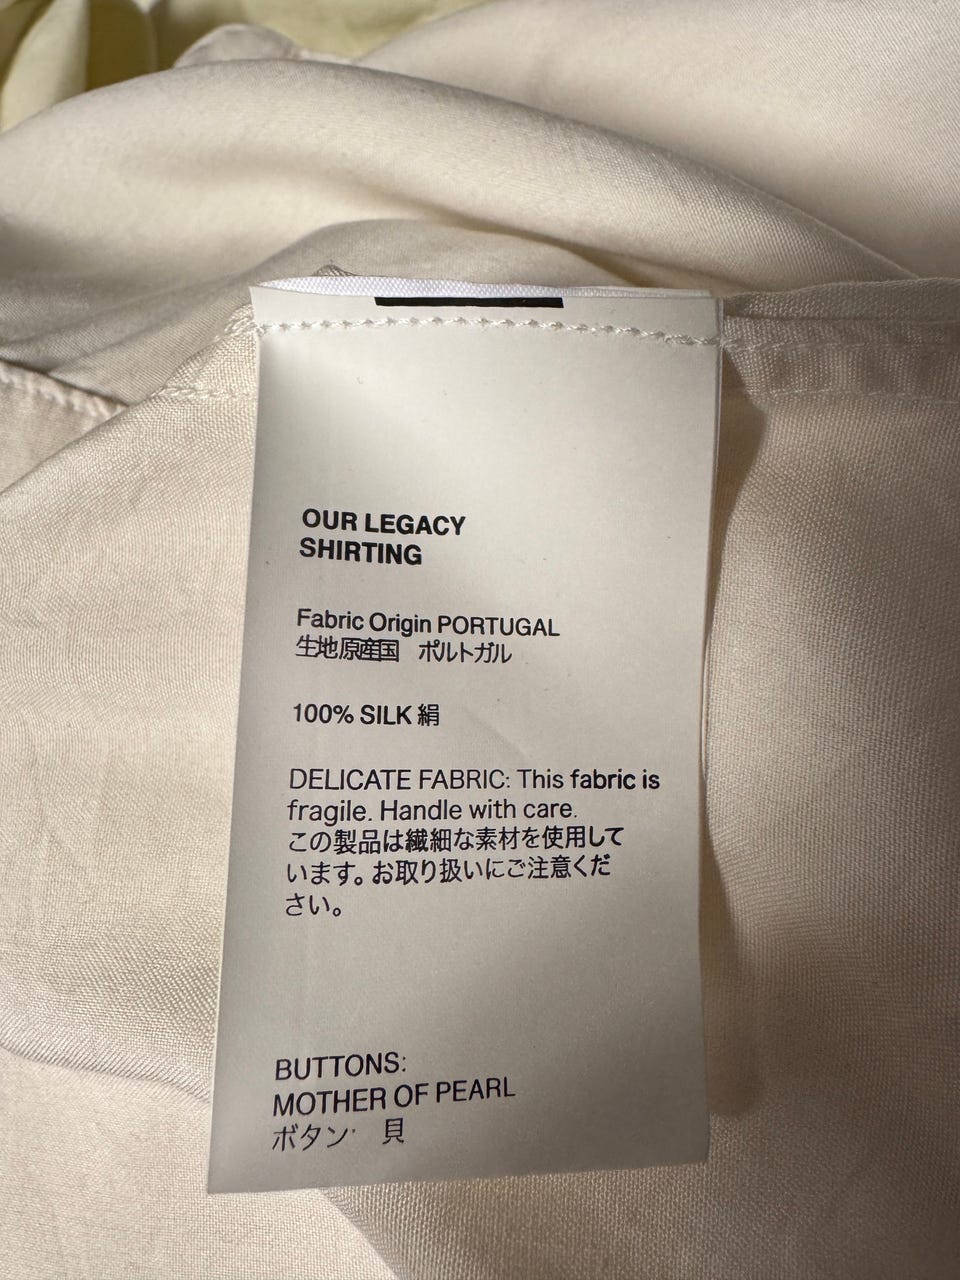 OUR LEGACY
SHIRTING
Fabric Origin PORTUGAL
生地原産国 ポルトガル
100% SILK 絹
DELICATE FABRIC: This fabric is
fragile. Handle with care.
この製品は繊細な素材を使用して
います。お取り扱いにご注意くだ
さい。
BUTTONS:
MOTHER OF PEARL
ボタン 貝